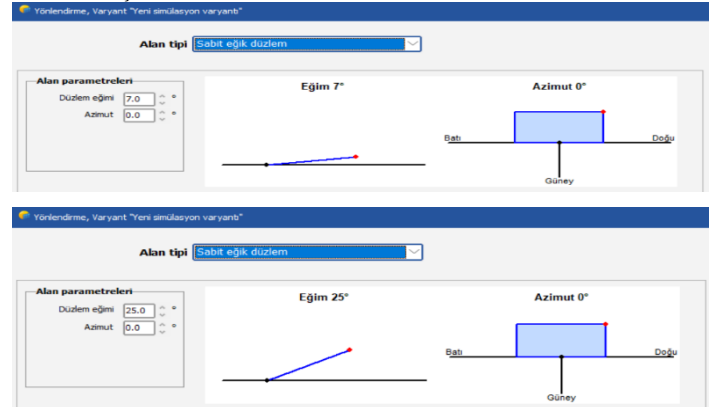 Yönlendirme, Varyant "Yeni simülasyon varyantı"
Alan tipi Sabit eğik düzlem
Alan parametreleri
Düzlem eğimi 7.0 °
Azimut 0.0 °
Eğim 7°
Azimut 0°
Batı
Doğu
Güney
Yönlendirme, Varyant "Yeni simülasyon varyantı"
Alan tipi Sabit eğik düzlem
Alan parametreleri
Düzlem eğimi 25.0 °
Azimut 0.0 °
Eğim 25°
Azimut 0°
Batı
Doğu
Güney